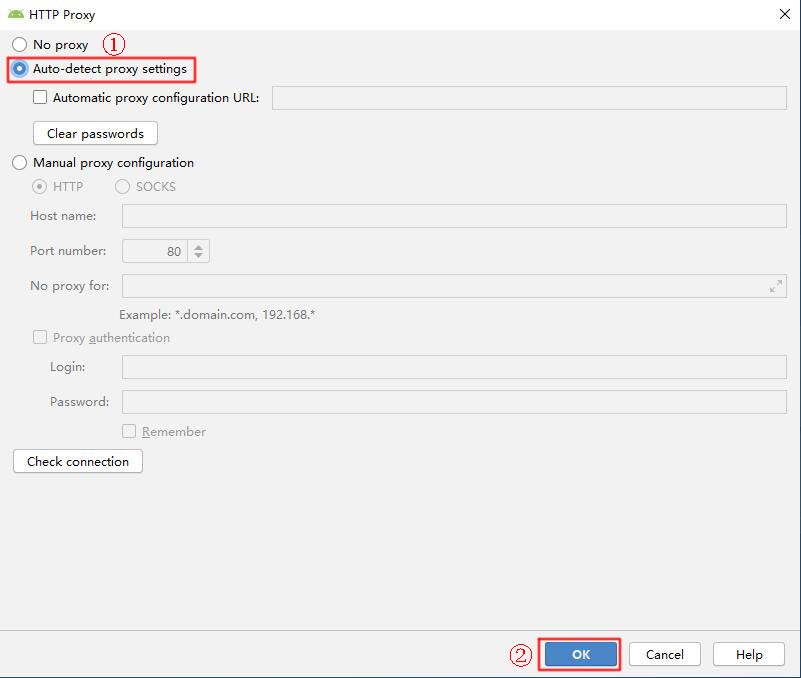 HTTP Proxy
No proxy ①
Auto-detect proxy settings
Automatic proxy configuration URL:
Clear passwords
Manual proxy configuration
HTTP SOCKS
Host name:
Port number: 80
No proxy for:
Example: *.domain.com, 192.168.*
Proxy authentication
Login:
Password:
Remember
Check connection
② OK Cancel Help